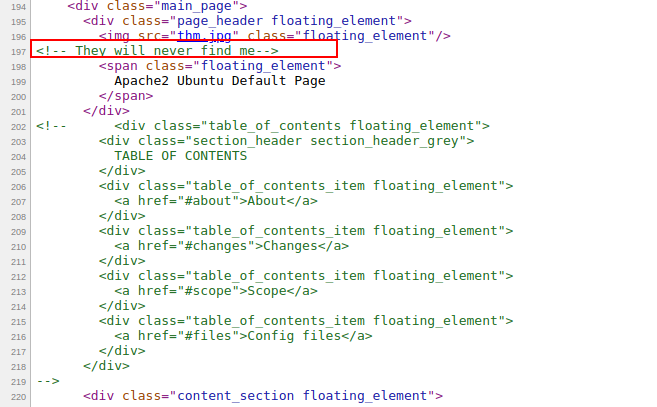 194     <div class="main_page">
195       <div class="page_header floating_element">
196         <img src="thm.jpg" class="floating_element"/>
197 <!-- They will never find me-->
198         <span class="floating_element">
199           Apache2 Ubuntu Default Page
200         </span>
201       </div>
202 <!--      <div class="table_of_contents floating_element">
203         <div class="section_header section_header_grey">
204           TABLE OF CONTENTS
205         </div>
206         <div class="table_of_contents_item floating_element">
207           <a href="#about">About</a>
208         </div>
209         <div class="table_of_contents_item floating_element">
210           <a href="#changes">Changes</a>
211         </div>
212         <div class="table_of_contents_item floating_element">
213           <a href="#scope">Scope</a>
214         </div>
215         <div class="table_of_contents_item floating_element">
216           <a href="#files">Config files</a>
217         </div>
218       </div>
219 -->
220       <div class="content_section floating_element">